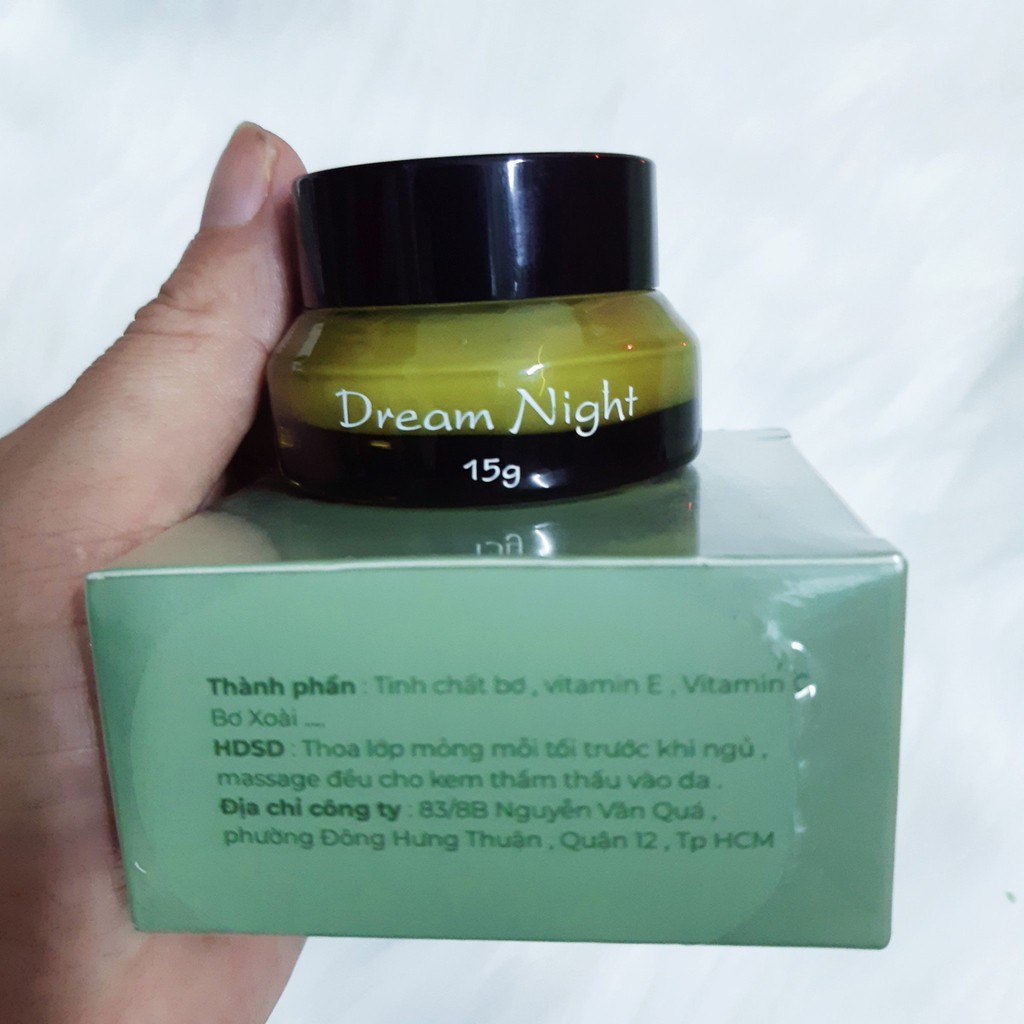 Dream Night
15g
Thành phần : Tinh chất bơ , vitamin E , Vitamin C
Bơ Xoài ....
HDSD : Thoa lớp mỏng mỗi tối trước khi ngủ ,
massage đều cho kem thẩm thấu vào da .
Địa chỉ công ty : 83/8B Nguyễn Văn Quá ,
phường Đông Hưng Thuận , Quận 12 , Tp HCM